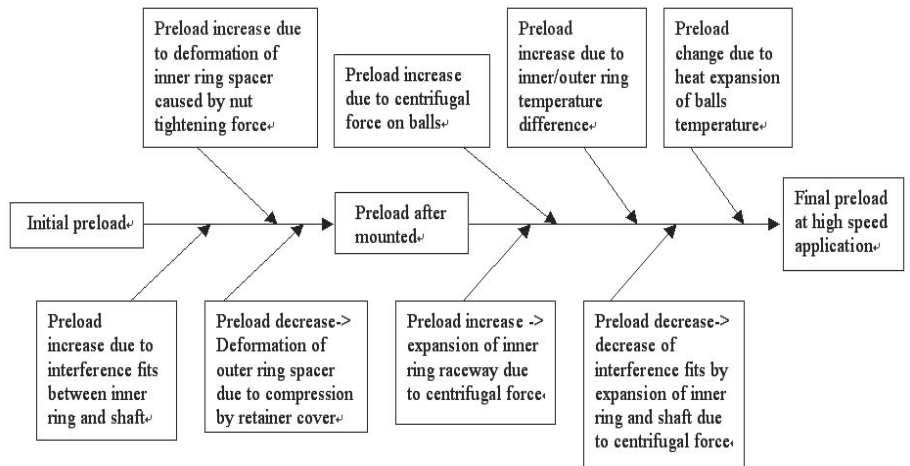 Preload increase due
to deformation of
inner ring spacer
caused by nut
tightening force↵
Preload increase
due to centrifugal
force on balls↵
Preload
increase due to
inner/outer ring
temperature
difference↵
Preload
change due to
heat expansion
of balls
temperature↵
Initial preload↵
Preload after
mounted↵
Final preload
at high speed
application↵
Preload
increase due to
interference fits
between inner
ring and shaft↵
Preload decrease->
Deformation of
outer ring spacer
due to compression
by retainer cover↵
Preload increase ->
expansion of inner
ring raceway due
to centrifugal force↵
Preload decrease->
decrease of
interference fits by
expansion of inner
ring and shaft due
to centrifugal force↵